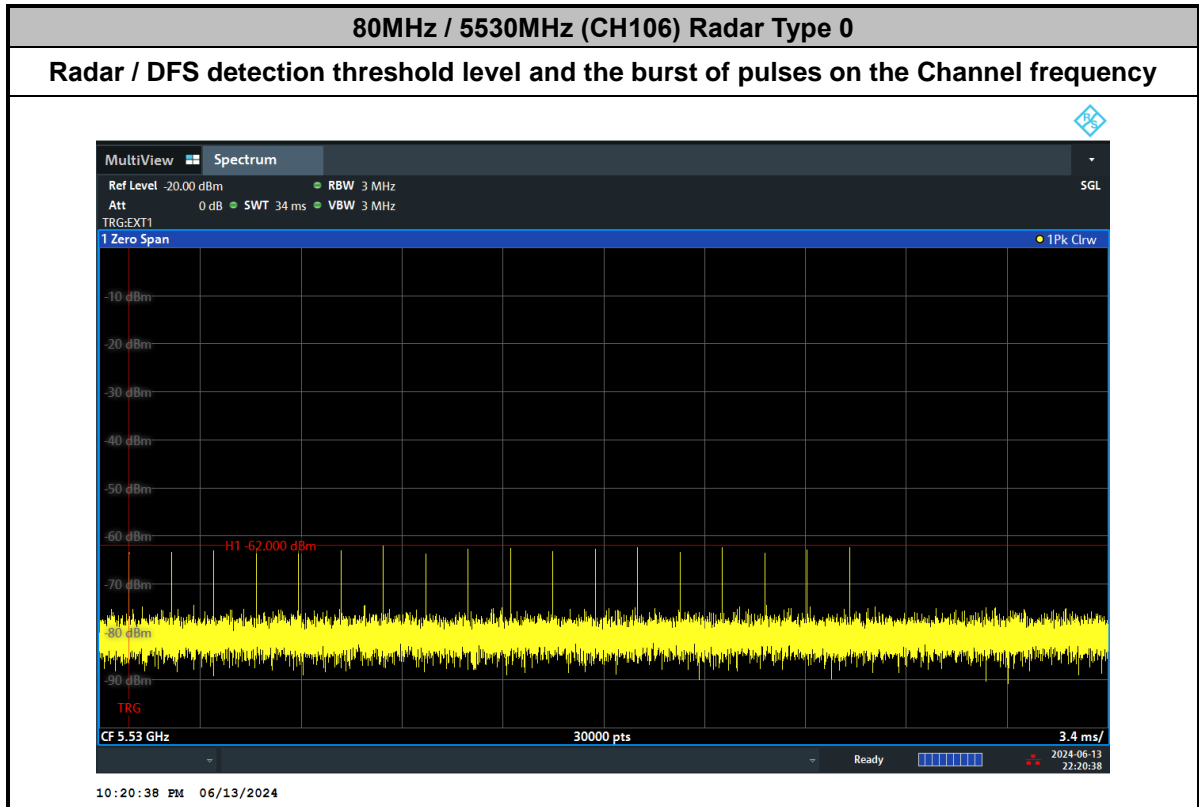 80MHz / 5530MHz (CH106) Radar Type 0
Radar / DFS detection threshold level and the burst of pulses on the Channel frequency
R S
MultiView Spectrum
Ref Level -20.00 dBm RBW 3 MHz SGL
Att 0 dB SWT 34 ms VBW 3 MHz
TRG:EXT1
1 Zero Span 1Pk Clrw
-10 dBm
-20 dBm
-30 dBm
-40 dBm
-50 dBm
-60 dBm
H1 -62.000 dBm
-70 dBm
-80 dBm
-90 dBm
TRG
CF 5.53 GHz 30000 pts 3.4 ms/
Ready 2024-06-13
22:20:38
10:20:38 PM 06/13/2024